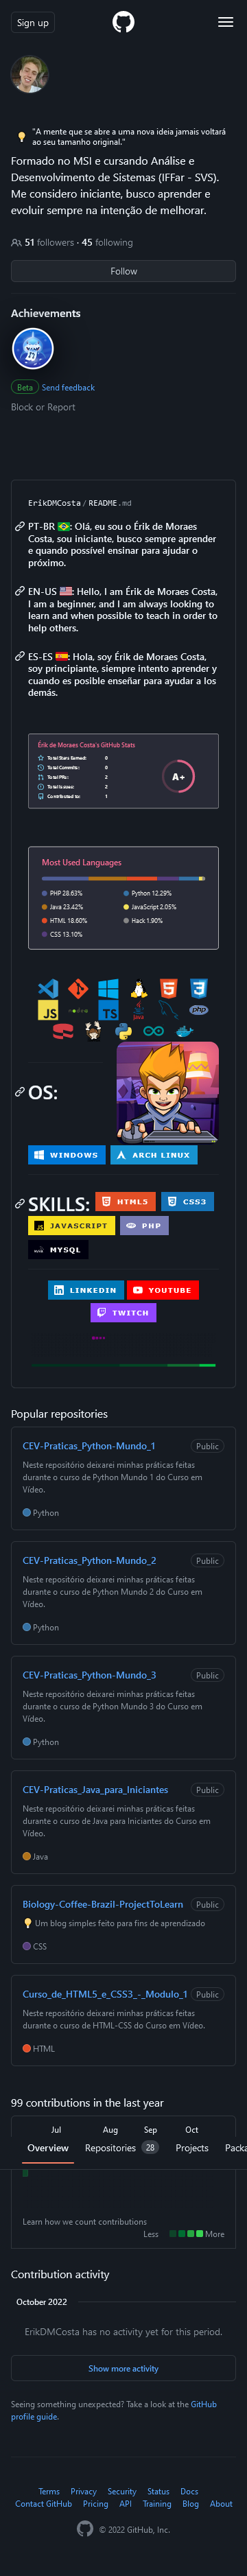 Sign up
"A mente que se abre a uma nova ideia jamais voltará
ao seu tamanho original."
Formado no MSI e cursando Análise e
Desenvolvimento de Sistemas (IFFar - SVS).
Me considero iniciante, busco aprender e
evoluir sempre na intenção de melhorar.
51 followers · 45 following
Follow
Achievements
Beta Send feedback
Block or Report
ErikDMCosta / README.md
PT-BR 🇧🇷: Olá, eu sou o Érik de Moraes
Costa, sou iniciante, busco sempre aprender
e quando possível ensinar para ajudar o
próximo.
EN-US 🇺🇸: Hello, I am Érik de Moraes Costa,
I am a beginner, and I am always looking to
learn and when possible to teach in order to
help others.
ES-ES 🇪🇸: Hola, soy Érik de Moraes Costa,
soy principiante, siempre intento aprender y
cuando es posible enseñar para ayudar a los
demás.
Érik de Moraes Costa's GitHub Stats
Total Stars Earned: 0
Total Commits: 0
Total PRs: 2
Total Issues: 2
Contributed to: 1
A+
Most Used Languages
PHP 28.63%
Python 12.29%
Java 23.42%
JavaScript 2.05%
HTML 18.60%
Hack 1.90%
CSS 13.10%
JS
TS
Java
php
OS:
WINDOWS
ARCH LINUX
SKILLS:
HTML5
CSS3
JAVASCRIPT
PHP
MYSQL
LINKEDIN
YOUTUBE
TWITCH
Popular repositories
CEV-Praticas_Python-Mundo_1 Public
Neste repositório deixarei minhas práticas feitas
durante o curso de Python Mundo 1 do Curso em
Vídeo.
Python
CEV-Praticas_Python-Mundo_2 Public
Neste repositório deixarei minhas práticas feitas
durante o curso de Python Mundo 2 do Curso em
Vídeo.
Python
CEV-Praticas_Python-Mundo_3 Public
Neste repositório deixarei minhas práticas feitas
durante o curso de Python Mundo 3 do Curso em
Vídeo.
Python
CEV-Praticas_Java_para_Iniciantes Public
Neste repositório deixarei minhas práticas feitas
durante o curso de Java para Iniciantes do Curso em
Vídeo.
Java
Biology-Coffee-Brazil-ProjectToLearn Public
Um blog simples feito para fins de aprendizado
CSS
Curso_de_HTML5_e_CSS3_-_Modulo_1 Public
Neste repositório deixarei minhas práticas feitas
durante o curso de HTML-CSS do Curso em Vídeo.
HTML
99 contributions in the last year
Jul Aug Sep Oct
Overview Repositories 28 Projects Packa
Learn how we count contributions
Less More
Contribution activity
October 2022
ErikDMCosta has no activity yet for this period.
Show more activity
Seeing something unexpected? Take a look at the GitHub
profile guide.
Terms Privacy Security Status Docs
Contact GitHub Pricing API Training Blog About
© 2022 GitHub, Inc.